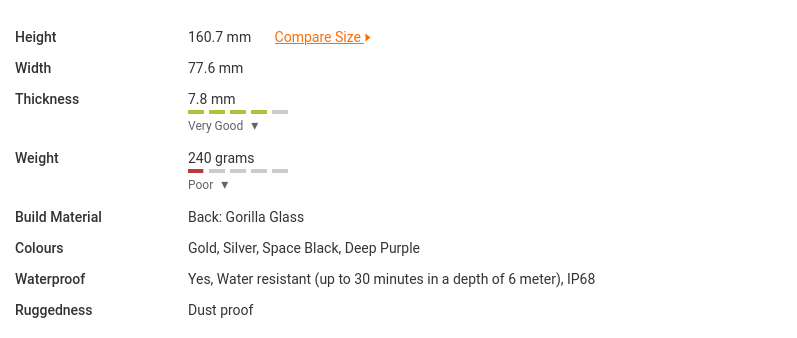 Height 160.7 mm Compare Size
Width 77.6 mm
Thickness 7.8 mm
Very Good ▼
Weight 240 grams
Poor ▼
Build Material Back: Gorilla Glass
Colours Gold, Silver, Space Black, Deep Purple
Waterproof Yes, Water resistant (up to 30 minutes in a depth of 6 meter), IP68
Ruggedness Dust proof